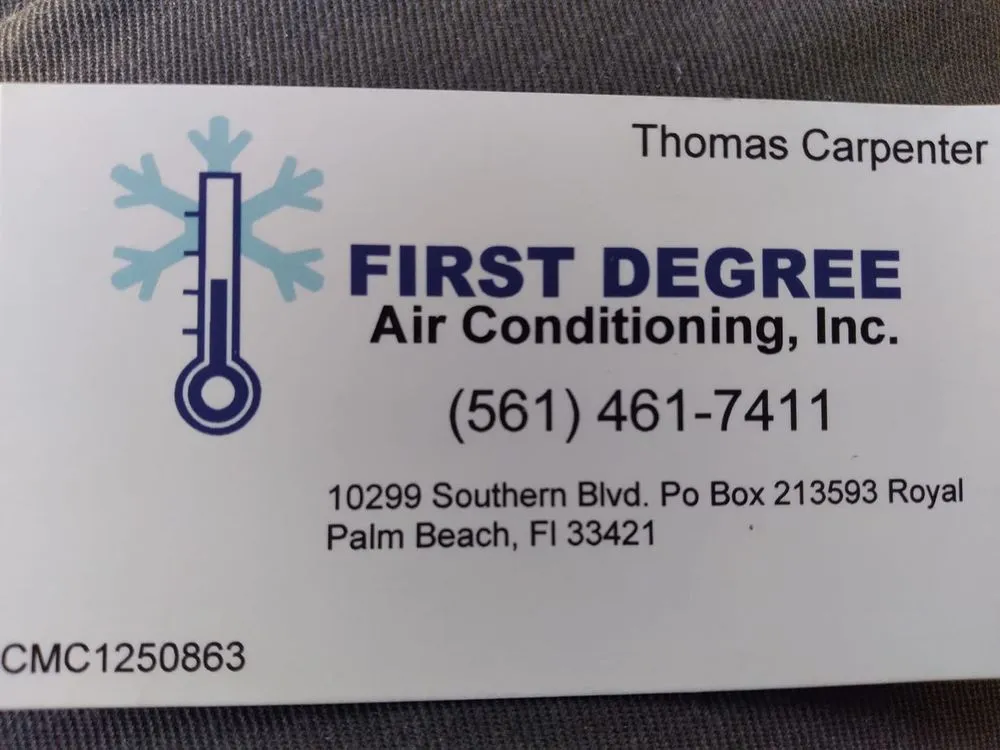 Thomas Carpenter
FIRST DEGREE
Air Conditioning, Inc.
(561) 461-7411
10299 Southern Blvd. Po Box 213593 Royal
Palm Beach, Fl 33421
CMC1250863